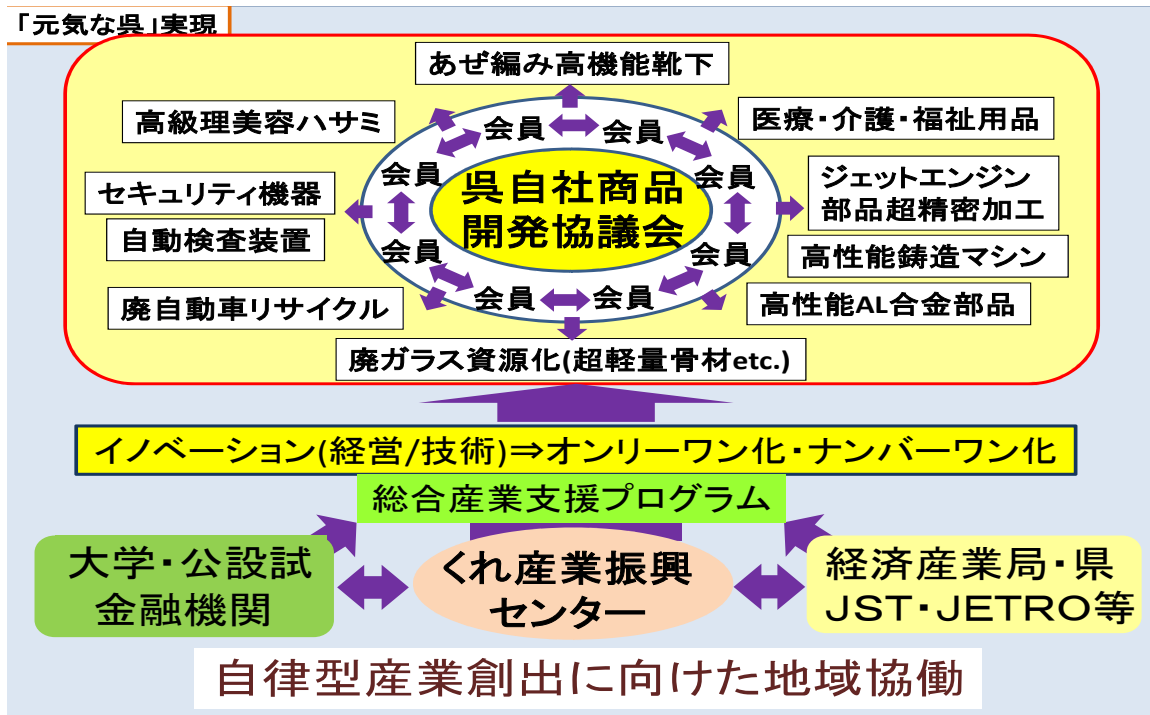 「元気な呉」実現
あぜ編み高機能靴下
高級理美容ハサミ
医療・介護・福祉用品
セキュリティ機器
自動検査装置
ジェットエンジン
部品超精密加工
高性能鋳造マシン
廃自動車リサイクル
高性能AL合金部品
廃ガラス資源化(超軽量骨材etc.)
会員
会員
会員
会員
会員
会員
会員
会員
呉自社商品
開発協議会
イノベーション(経営/技術)⇒オンリーワン化・ナンバーワン化
総合産業支援プログラム
大学・公設試
金融機関
くれ産業振興
センター
経済産業局・県
JST・JETRO等
自律型産業創出に向けた地域協働